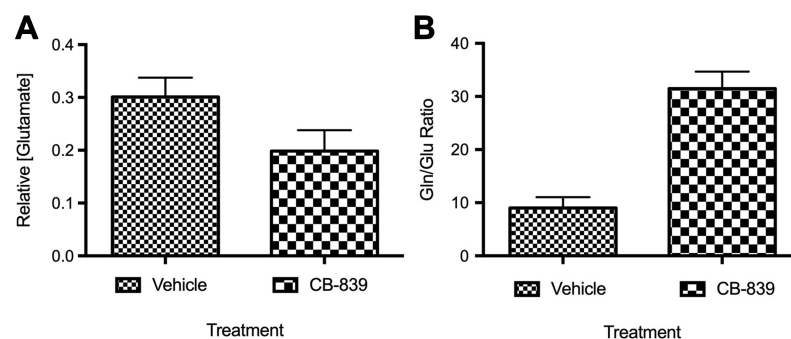 A
Relative [Glutamate]
0.4
0.3
0.2
0.1
0.0
Vehicle
CB-839
Treatment
B
Gln/Glu Ratio
40
30
20
10
0
Vehicle
CB-839
Treatment